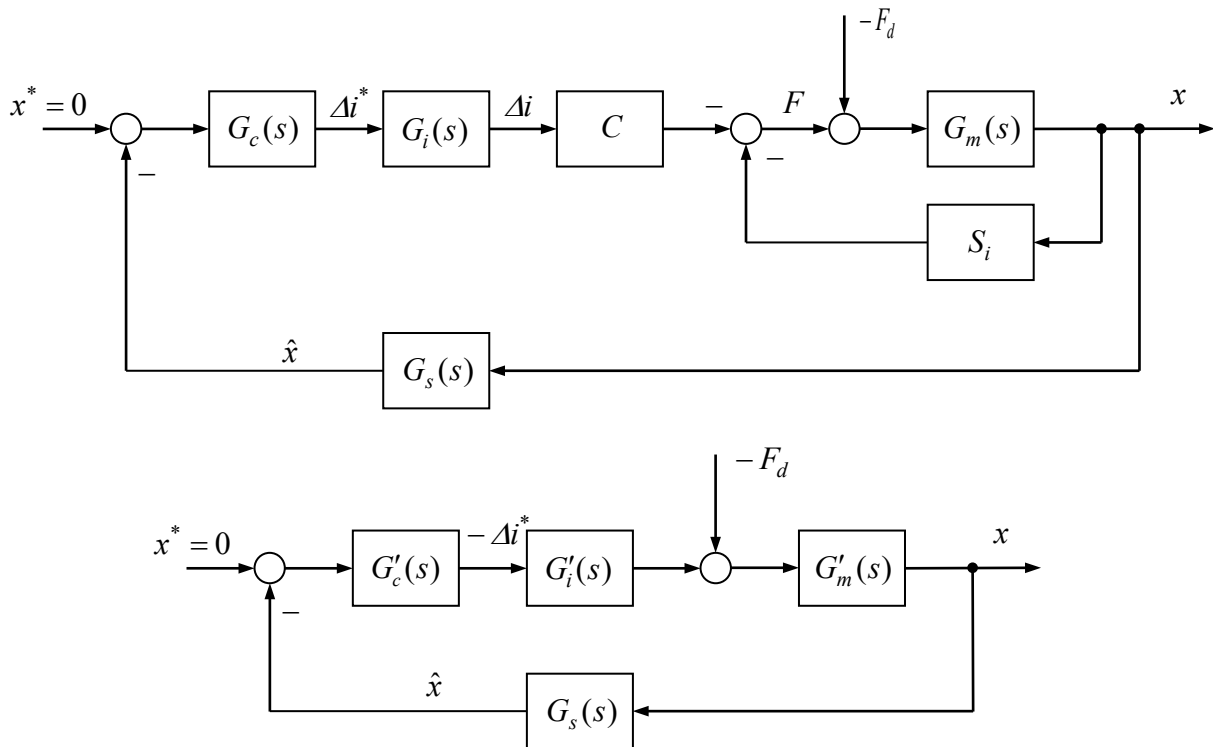 − F_d
x* = 0
G_c(s)
Δi*
G_i(s)
Δi
C
−
F
G_m(s)
x
−
−
S_i
x̂
G_s(s)
− F_d
x* = 0
G′_c(s)
− Δi*
G′_i(s)
G′_m(s)
x
−
x̂
G_s(s)